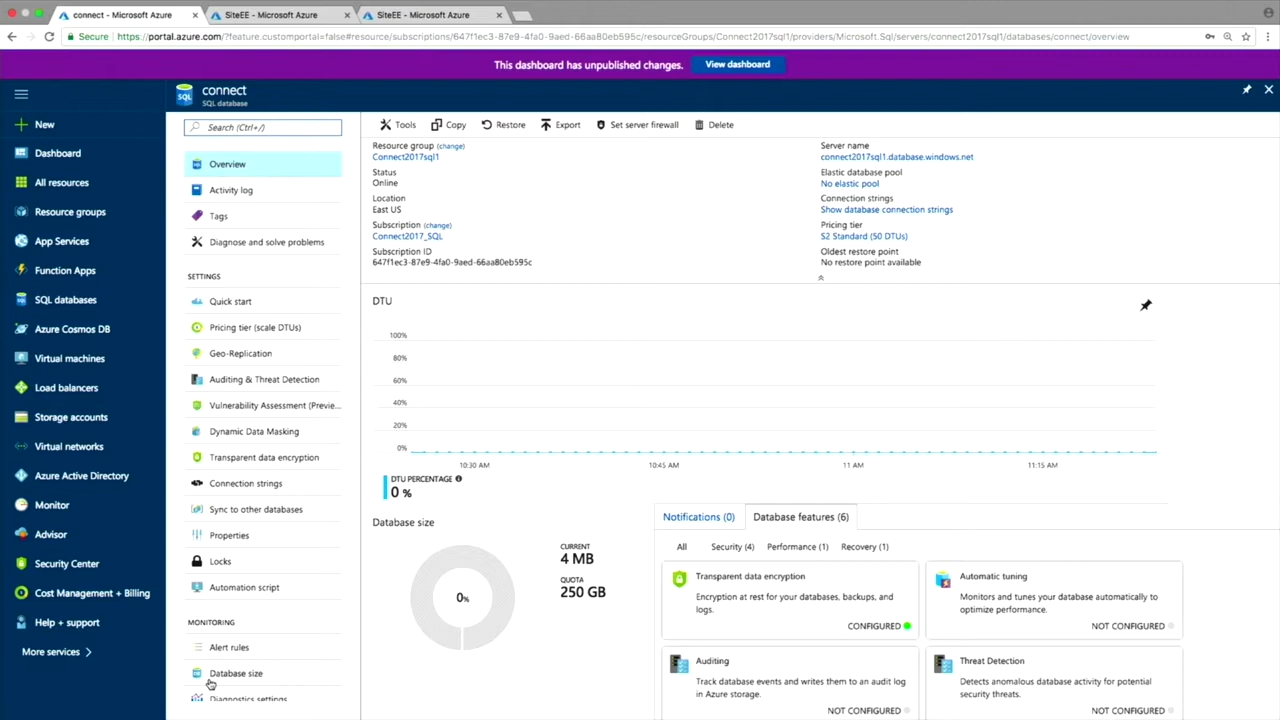 connect - Microsoft Azure
SiteEE - Microsoft Azure
SiteEE - Microsoft Azure
Secure https://portal.azure.com/?feature.customportal=false#resource/subscriptions/647f1ec3-87e9-4fa0-9aed-66aa80eb595c/resourceGroups/Connect2017sql1/providers/Microsoft.Sql/servers/connect2017sql1/databases/connect/overview
This dashboard has unpublished changes. View dashboard
connect
SQL database
New
Dashboard
All resources
Resource groups
App Services
Function Apps
SQL databases
Azure Cosmos DB
Virtual machines
Load balancers
Storage accounts
Virtual networks
Azure Active Directory
Monitor
Advisor
Security Center
Cost Management + Billing
Help + support
More services
Search (Ctrl+/)
Overview
Activity log
Tags
Diagnose and solve problems
SETTINGS
Quick start
Pricing tier (scale DTUs)
Geo-Replication
Auditing & Threat Detection
Vulnerability Assessment (Previe...
Dynamic Data Masking
Transparent data encryption
Connection strings
Sync to other databases
Properties
Locks
Automation script
MONITORING
Alert rules
Database size
Diagnostics settings
Tools Copy Restore Export Set server firewall Delete
Resource group (change)
Connect2017sql1
Status
Online
Location
East US
Subscription (change)
Connect2017_SQL
Subscription ID
647f1ec3-87e9-4fa0-9aed-66aa80eb595c
Server name
connect2017sql1.database.windows.net
Elastic database pool
No elastic pool
Connection strings
Show database connection strings
Pricing tier
S2 Standard (50 DTUs)
Oldest restore point
No restore point available
DTU
100%
80%
60%
40%
20%
0%
10:30 AM 10:45 AM 11 AM 11:15 AM
DTU PERCENTAGE
0 %
Database size
0%
CURRENT
4 MB
QUOTA
250 GB
Notifications (0) Database features (6)
All Security (4) Performance (1) Recovery (1)
Transparent data encryption
Encryption at rest for your databases, backups, and
logs.
CONFIGURED
Automatic tuning
Monitors and tunes your database automatically to
optimize performance.
NOT CONFIGURED
Auditing
Track database events and writes them to an audit log
in Azure storage.
NOT CONFIGURED
Threat Detection
Detects anomalous database activity for potential
security threats.
NOT CONFIGURED